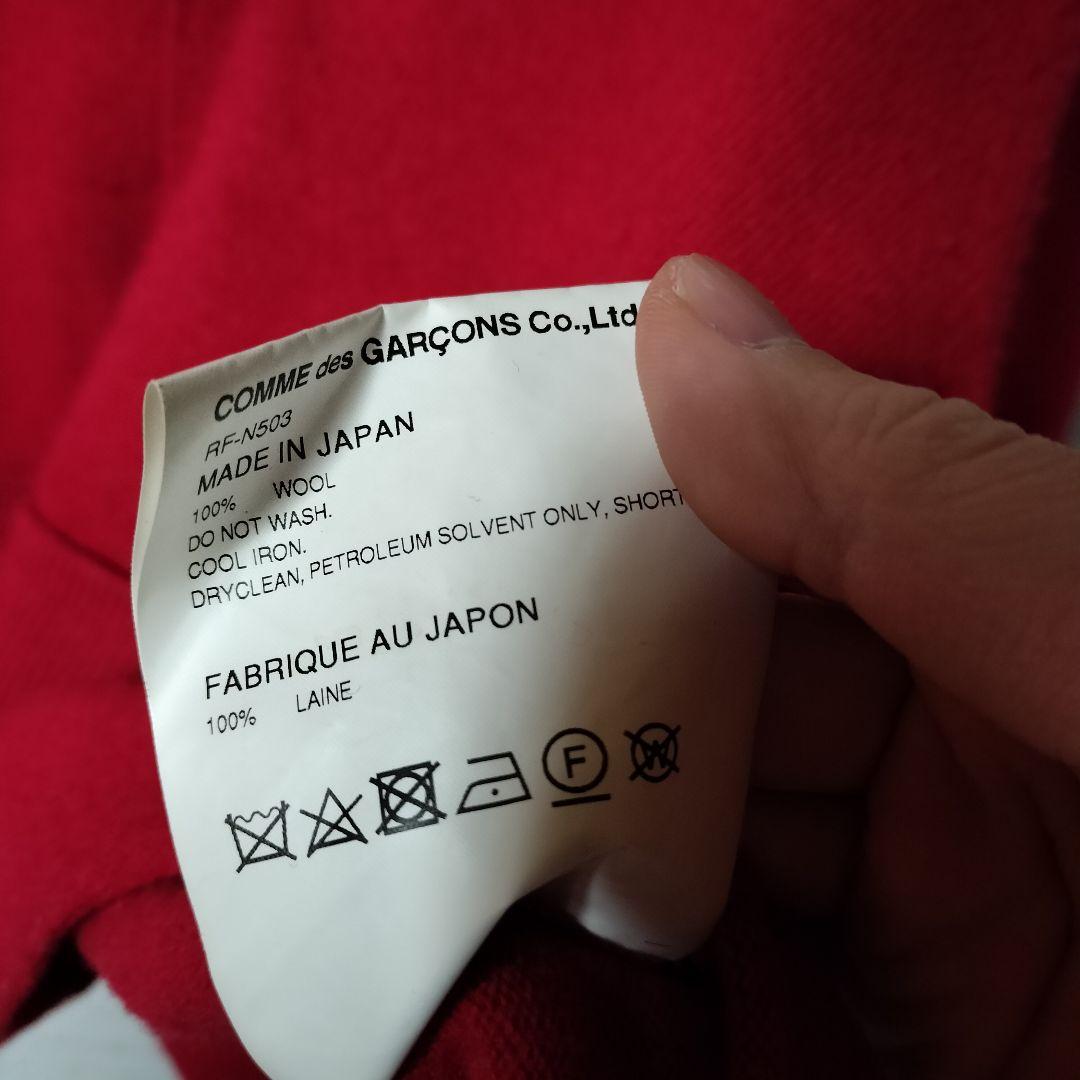 COMME des GARÇONS Co.,Ltd
RF-N503
MADE IN JAPAN
100% WOOL
DO NOT WASH.
COOL IRON.
DRYCLEAN, PETROLEUM SOLVENT ONLY, SHORT
FABRIQUE AU JAPON
100% LAINE
F W